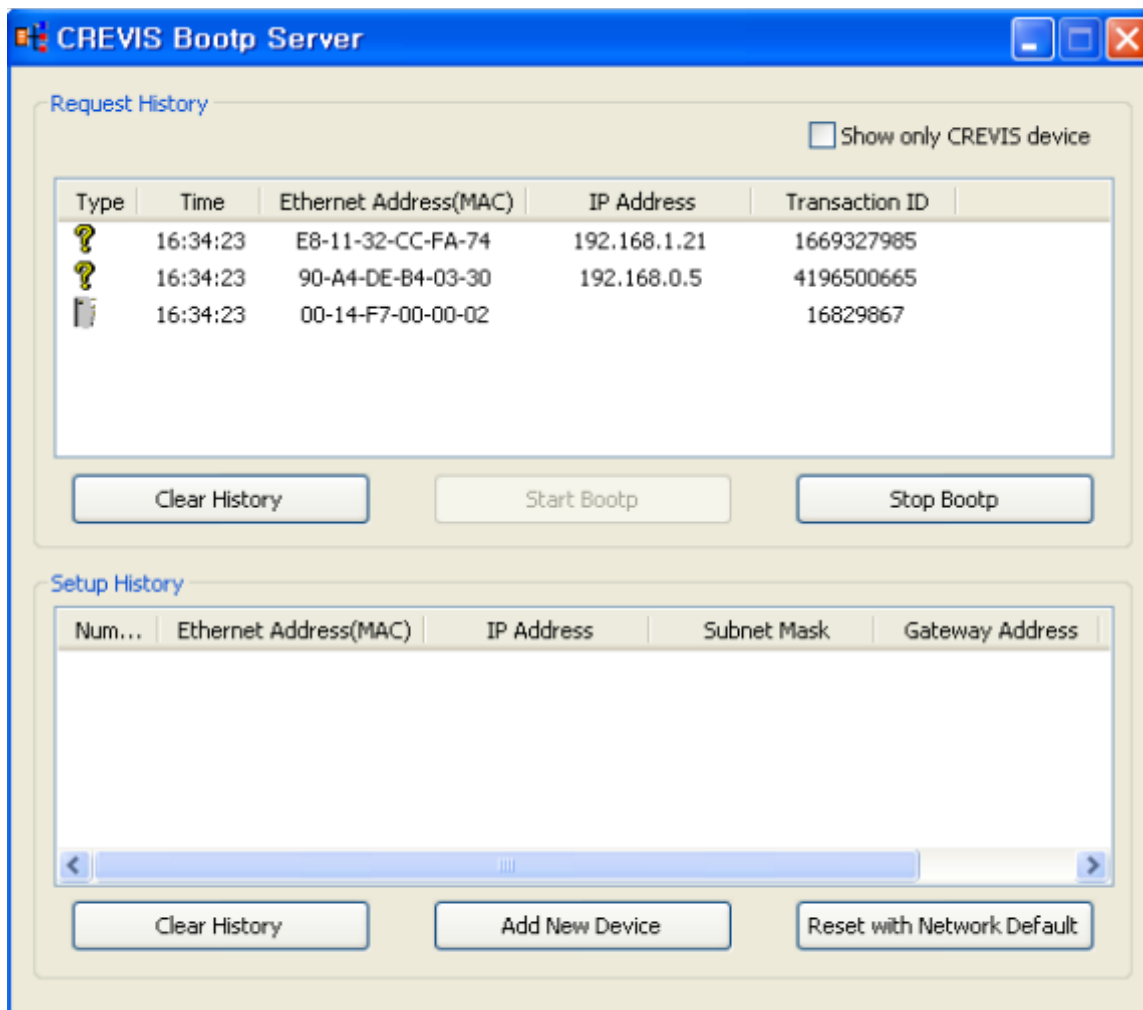 CREVIS Bootp Server
Request History
Show only CREVIS device
Type Time Ethernet Address(MAC) IP Address Transaction ID
16:34:23 E8-11-32-CC-FA-74 192.168.1.21 1669327985
16:34:23 90-A4-DE-B4-03-30 192.168.0.5 4196500665
16:34:23 00-14-F7-00-00-02 16829867
Clear History Start Bootp Stop Bootp
Setup History
Num... Ethernet Address(MAC) IP Address Subnet Mask Gateway Address
Clear History Add New Device Reset with Network Default